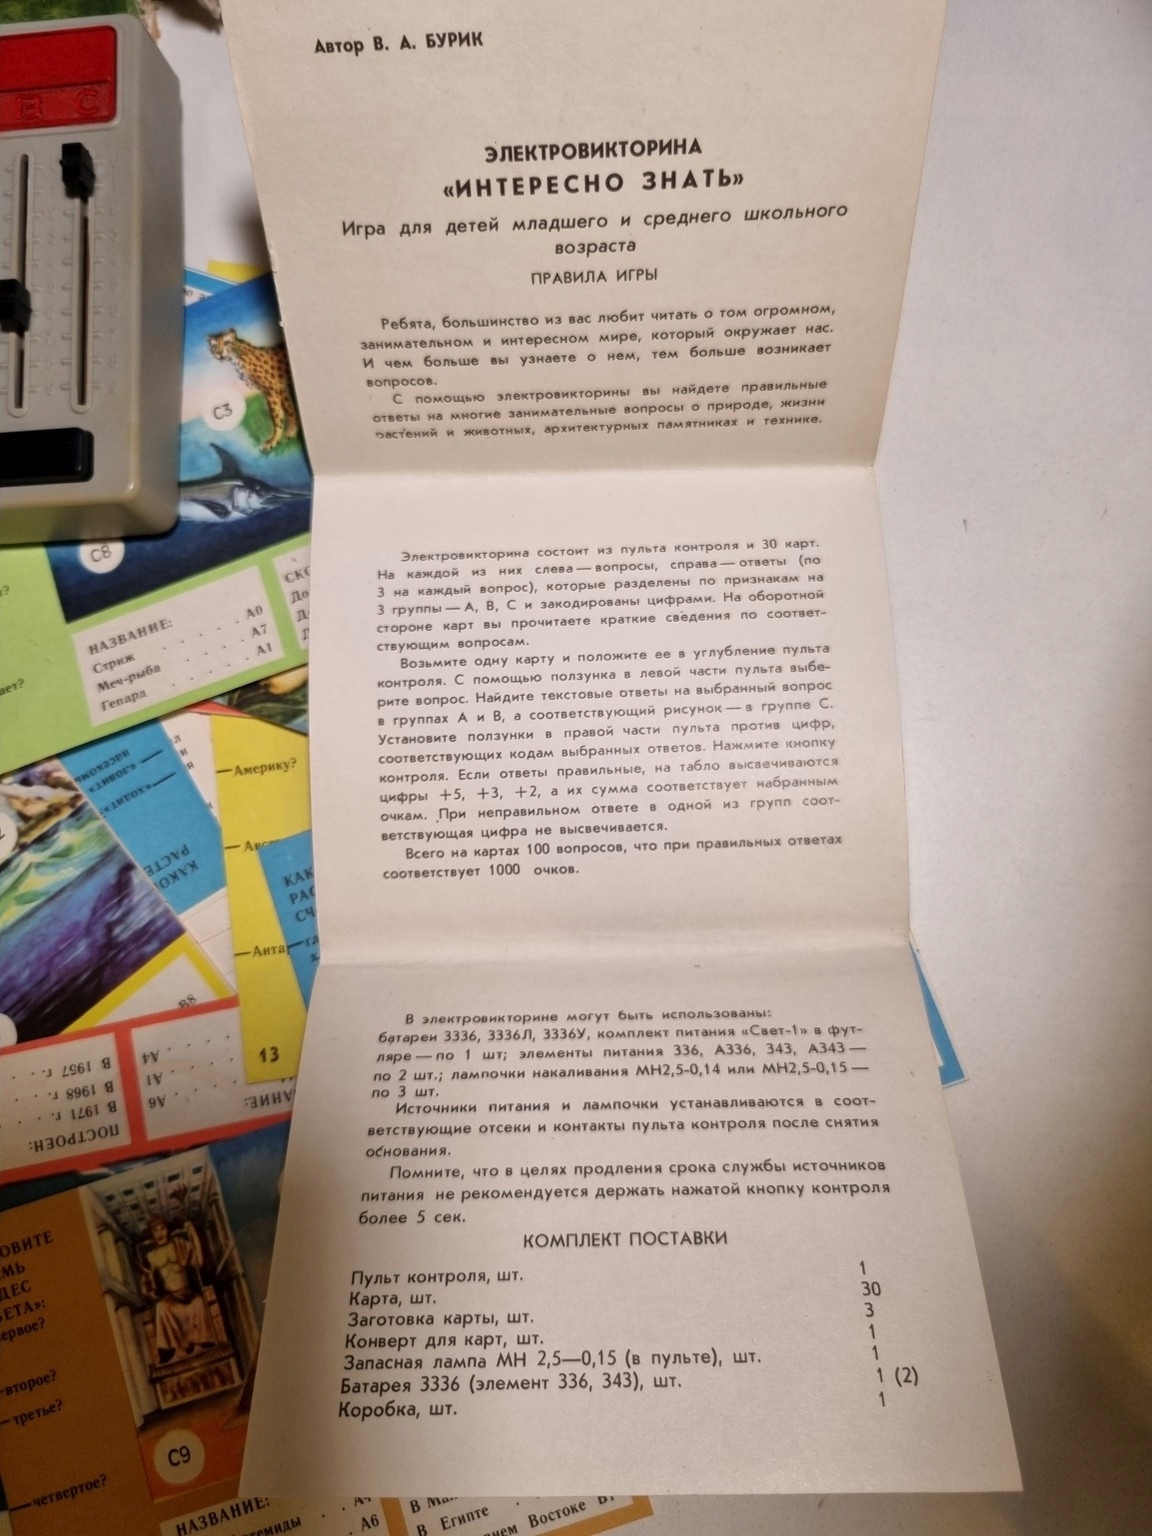 Автор В. А. БУРИК
ЭЛЕКТРОВИКТОРИНА
«ИНТЕРЕСНО ЗНАТЬ»
Игра для детей младшего и среднего школьного
возраста
ПРАВИЛА ИГРЫ
Ребята, большинство из вас любит читать о том огромном,
занимательном и интересном мире, который окружает нас.
И чем больше вы узнаете о нем, тем больше возникает
вопросов.
С помощью электровикторины вы найдете правильные
ответы на многие занимательные вопросы о природе, жизни
растений и животных, архитектурных памятниках и технике.
Электровикторина состоит из пульта контроля и 30 карт.
На каждой из них слева — вопросы, справа — ответы (по
3 на каждый вопрос), которые разделены по признакам на
3 группы — А, В, С и закодированы цифрами. На оборотной
стороне карт вы прочитаете краткие сведения по соответ-
ствующим вопросам.
Возьмите одну карту и положите ее в углубление пульта
контроля. С помощью ползунка в левой части пульта выбе-
рите вопрос. Найдите текстовые ответы на выбранный вопрос
в группах А и В, а соответствующий рисунок — в группе С.
Установите ползунки в правой части пульта против цифр,
соответствующих кодам выбранных ответов. Нажмите кнопку
контроля. Если ответы правильные, на табло высвечиваются
цифры +5, +3, +2, а их сумма соответствует набранным
очкам. При неправильном ответе в одной из групп соот-
ветствующая цифра не высвечивается.
Всего на картах 100 вопросов, что при правильных ответах
соответствует 1000 очков.
В электровикторине могут быть использованы:
батареи 3336, 3336Л, 3336У, комплект питания «Свет-1» в фут-
ляре — по 1 шт; элементы питания 336, А336, 343, А343 —
по 2 шт.; лампочки накаливания МН2,5-0,14 или МН2,5-0,15 —
по 3 шт.
Источники питания и лампочки устанавливаются в соот-
ветствующие отсеки и контакты пульта контроля после снятия
основания.
Помните, что в целях продления срока службы источников
питания не рекомендуется держать нажатой кнопку контроля
более 5 сек.
КОМПЛЕКТ ПОСТАВКИ
Пульт контроля, шт. 1
Карта, шт. 30
Заготовка карты, шт. 3
Конверт для карт, шт. 1
Запасная лампа МН 2,5—0,15 (в пульте), шт. 1
Батарея 3336 (элемент 336, 343), шт. 1 (2)
Коробка, шт. 1
В С
С3
С8
НАЗВАНИЕ:
Стриж . . . . . А0
Меч-рыба . . . . А7
Гепард . . . . . А1
—Америку?
13
В8
А4
А1
А6
В 1957 г.
В 1968 г.
В 1971 г.
ПОСТРОЕН:
—второе?
—третье?
—четвертое?
С9
НАЗВАНИЕ:
А6
В Египте